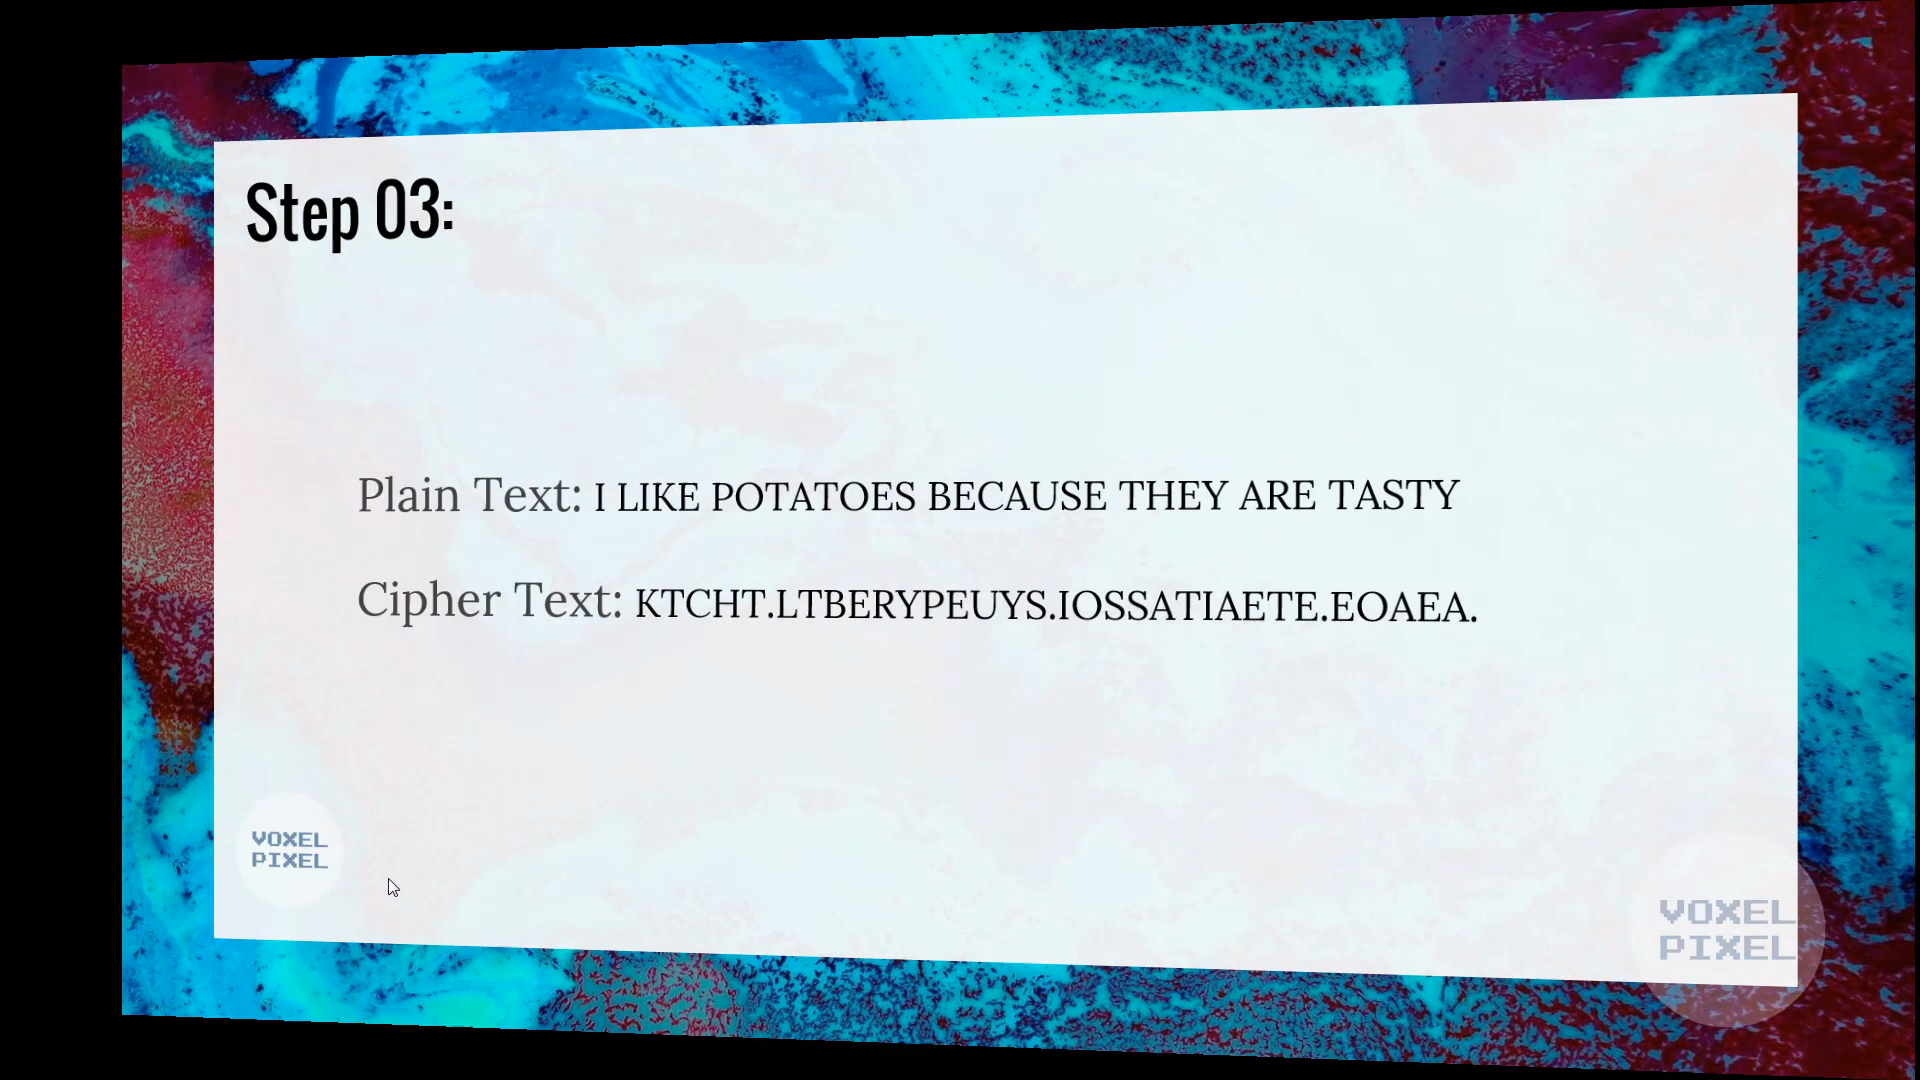 Step 03:
Plain Text: I LIKE POTATOES BECAUSE THEY ARE TASTY
Cipher Text: KTCHT.LTBERYPEUYS.IOSSATIAETE.EOAEA.
VOXEL
PIXEL
VOXEL
PIXEL